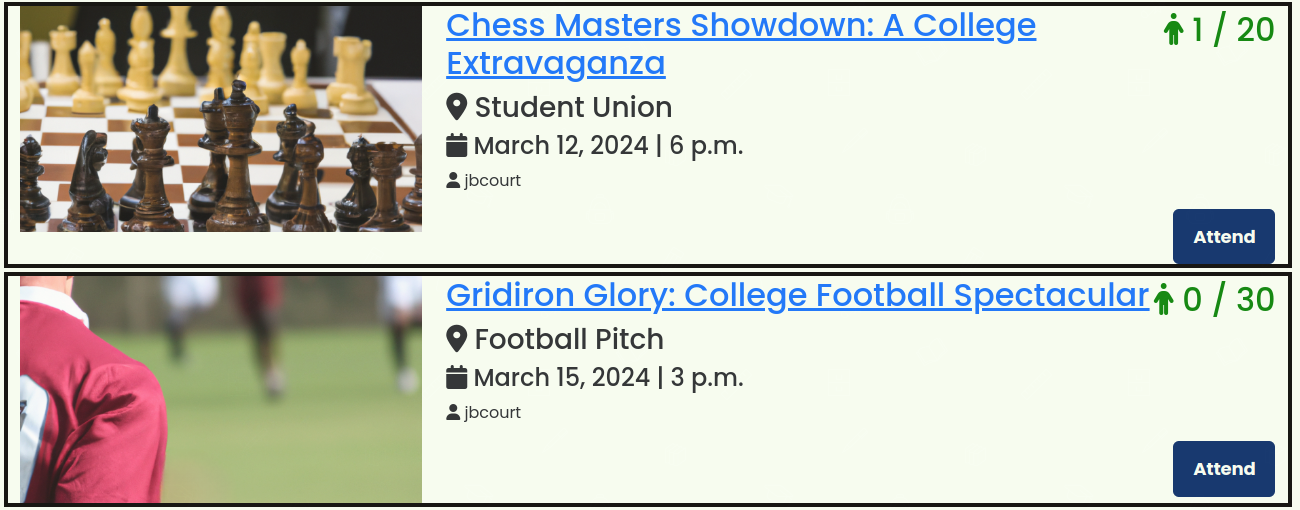 Chess Masters Showdown: A College
Extravaganza
1 / 20
Student Union
March 12, 2024 | 6 p.m.
jbcourt
Attend
Gridiron Glory: College Football Spectacular 0 / 30
Football Pitch
March 15, 2024 | 3 p.m.
jbcourt
Attend